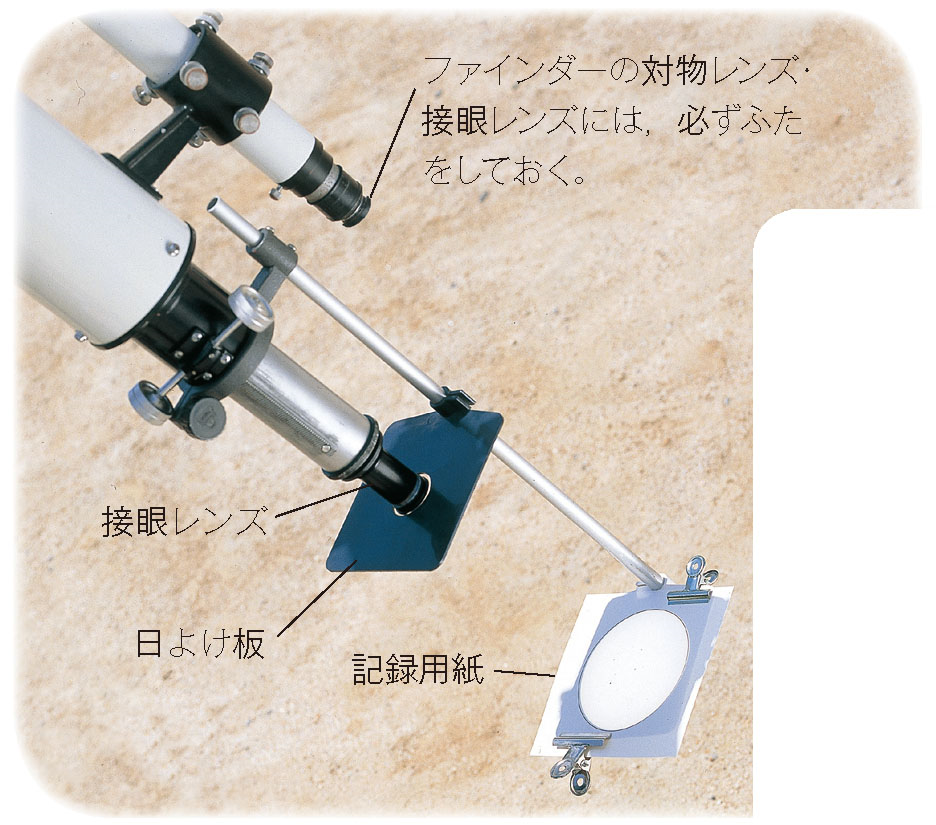 ファインダーの対物レンズ・
接眼レンズには，必ずふた
をしておく。
接眼レンズ
日よけ板
記録用紙